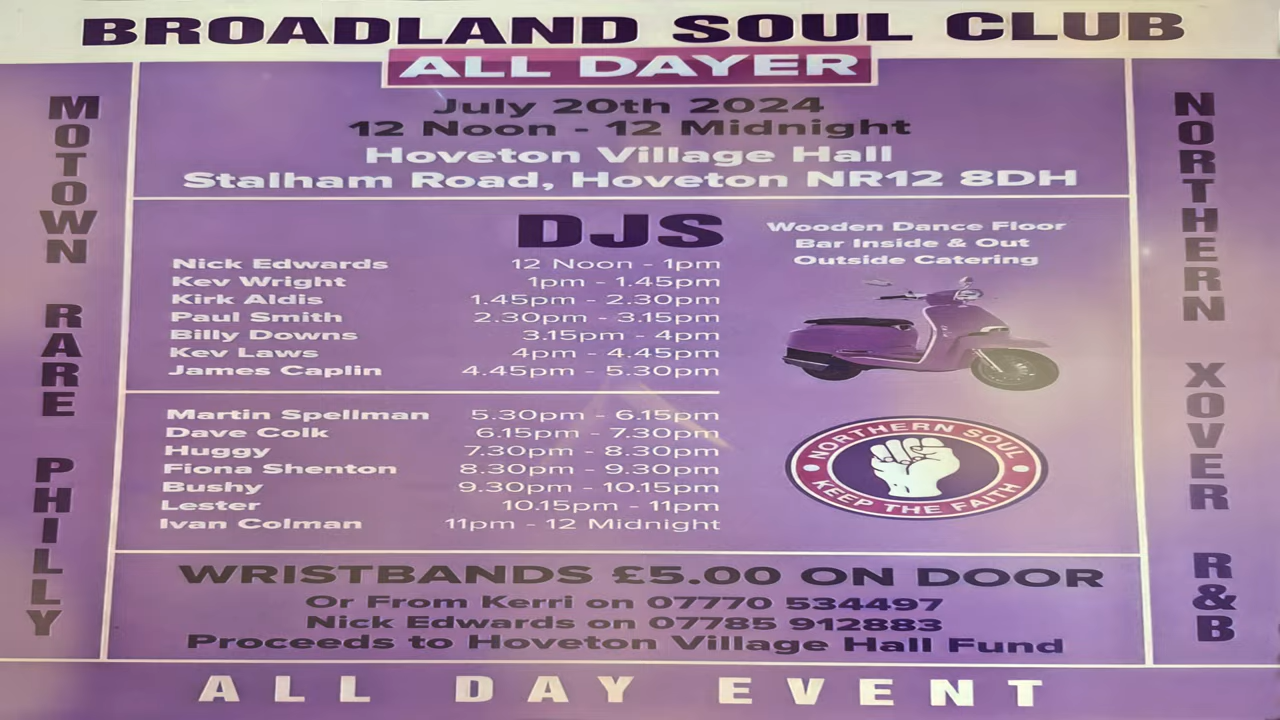 BROADLAND SOUL CLUB
ALL DAYER
July 20th 2024
12 Noon - 12 Midnight
Hoveton Village Hall
Stalham Road, Hoveton NR12 8DH
MOTOWN RARE PHILLY
DJS
Nick Edwards 12 Noon - 1pm
Kev Wright 1pm - 1.45pm
Kirk Aldis 1.45pm - 2.30pm
Paul Smith 2.30pm - 3.15pm
Billy Downs 3.15pm - 4pm
Kev Laws 4pm - 4.45pm
James Caplin 4.45pm - 5.30pm
Martin Spellman 5.30pm - 6.15pm
Dave Colk 6.15pm - 7.30pm
Huggy 7.30pm - 8.30pm
Fiona Shenton 8.30pm - 9.30pm
Bushy 9.30pm - 10.15pm
Lester 10.15pm - 11pm
Ivan Colman 11pm - 12 Midnight
Wooden Dance Floor
Bar Inside & Out
Outside Catering
NORTHERN SOUL
KEEP THE FAITH
NORTHERN XOVER R&B
WRISTBANDS £5.00 ON DOOR
Or From Kerri on 07770 534497
Nick Edwards on 07785 912883
Proceeds to Hoveton Village Hall Fund
ALL DAY EVENT